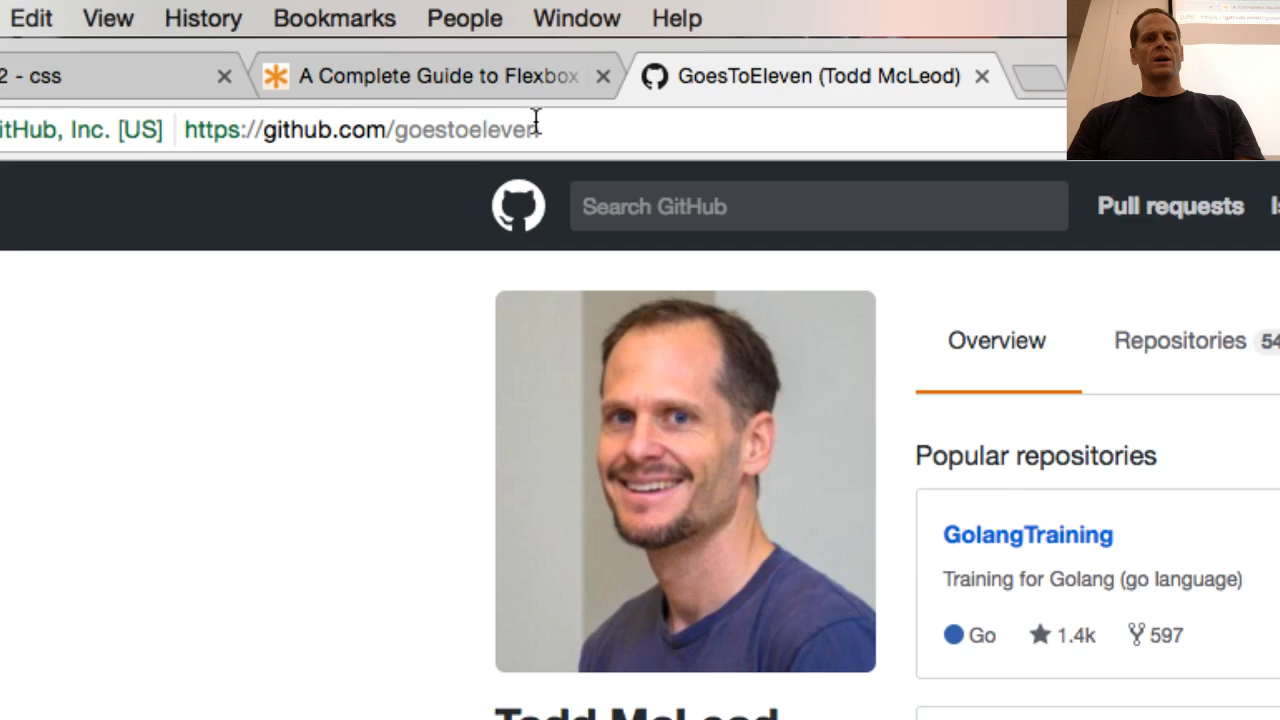 Edit View History Bookmarks People Window Help
2 - css A Complete Guide to Flexbox GoesToEleven (Todd McLeod)
itHub, Inc. [US] https://github.com/goestoeleven
Search GitHub Pull requests
Overview Repositories 54
Popular repositories
GolangTraining
Training for Golang (go language)
Go 1.4k 597
Todd McLeod